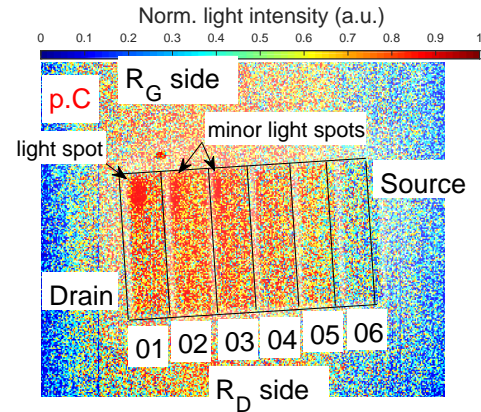 Norm. light intensity (a.u.)
0 0.1 0.2 0.3 0.4 0.5 0.6 0.7 0.8 0.9 1
R_G side
p.C
minor light spots
light spot
Source
Drain
01 02 03 04 05 06
R_D side